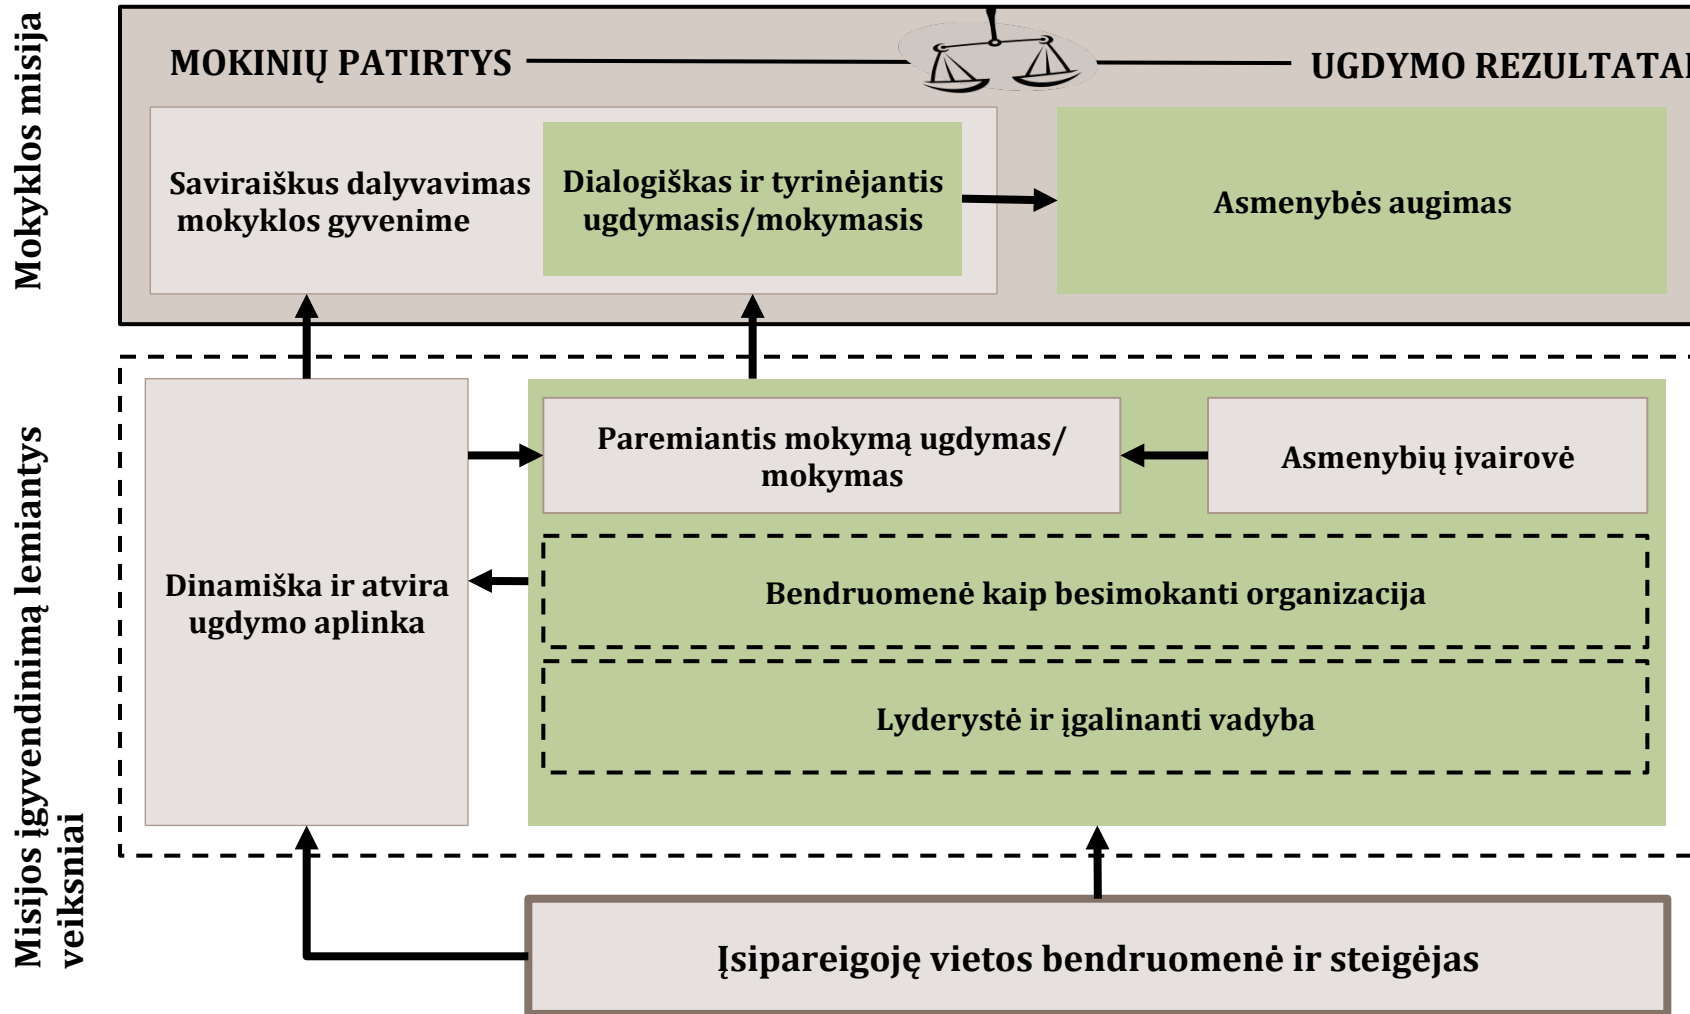 Mokyklos misija
MOKINIŲ PATIRTYS
UGDYMO REZULTATAI
Saviraiškus dalyvavimas
mokyklos gyvenime
Dialogiškas ir tyrinėjantis
ugdymasis/mokymasis
Asmenybės augimas
Misijos įgyvendinimą lemiantys
veiksniai
Dinamiška ir atvira
ugdymo aplinka
Paremiantis mokymą ugdymas/
mokymas
Asmenybių įvairovė
Bendruomenė kaip besimokanti organizacija
Lyderystė ir įgalinanti vadyba
Įsipareigoję vietos bendruomenė ir steigėjas